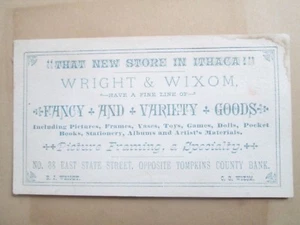 !!THAT NEW STORE IN ITHACA!!
WRIGHT & WIXOM,
HAVE A FINE LINE OF
FANCY AND VARIETY GOODS
Including Pictures, Frames, Vases, Toys, Games, Dolls, Pocket
Books, Stationery, Albums and Artist's Materials.
Picture Framing, a Specialty.
EAST STATE STREET, OPPOSITE TOMPKINS COUNTY BANK.
WRIGHT. WIXOM.